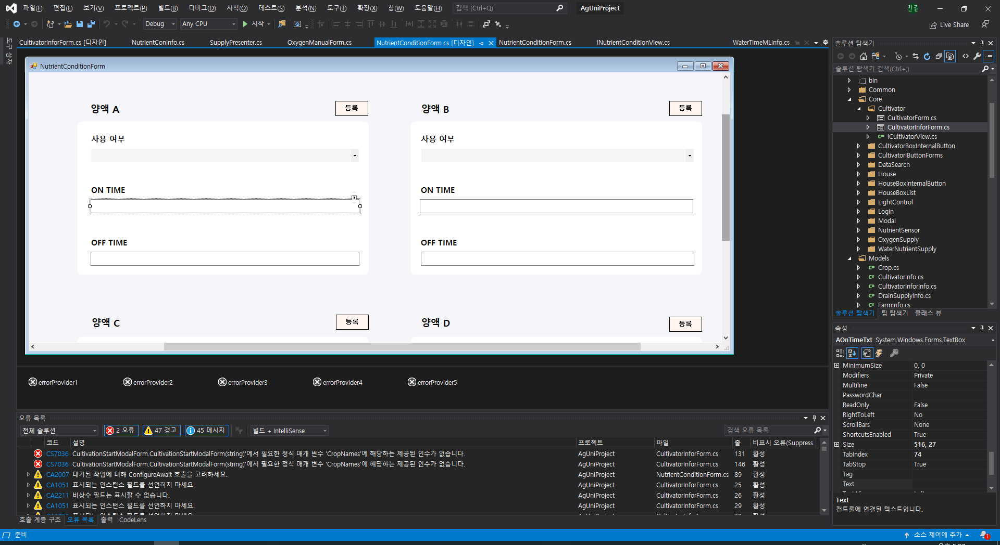 파일(F) 편집(E) 보기(V) 프로젝트(P) 빌드(B) 디버그(D) 서식(O) 테스트(S) 분석(N) 도구(T) 확장(X) 창(W) 도움말(H) 검색 (Ctrl+Q) AgUniProject
Debug Any CPU 시작 Live Share
도구 상자
CultivatorInforForm.cs [디자인] NutrientConInfo.cs SupplyPresenter.cs OxygenManualForm.cs NutrientConditionForm.cs [디자인] NutrientConditionForm.cs INutrientConditionView.cs WaterTimeMLInfo.cs
NutrientConditionForm
양액 A 등록 양액 B 등록
사용 여부 사용 여부
ON TIME ON TIME
OFF TIME OFF TIME
양액 C 등록 양액 D 등록
errorProvider1 errorProvider2 errorProvider3 errorProvider4 errorProvider5
오류 목록
전체 솔루션 2 오류 47 경고 45 메시지 빌드 + IntelliSense 검색 오류 목록
코드 설명 프로젝트 파일 줄 비표시 오류(Suppress
CS7036 CultivationStartModalForm.CultivationStartModalForm(string)'에서 필요한 정식 매개 변수 'CropNames'에 해당하는 제공된 인수가 없습니다. AgUniProject CultivatorInforForm.cs 131 활성
CS7036 CultivationStartModalForm.CultivationStartModalForm(string)'에서 필요한 정식 매개 변수 'CropNames'에 해당하는 제공된 인수가 없습니다. AgUniProject CultivatorInforForm.cs 146 활성
CA2007 대기된 작업에 대해 ConfigureAwait 호출을 고려하세요. AgUniProject NutrientConditionForm.cs 89 활성
CA1051 표시되는 인스턴스 필드를 선언하지 마세요. AgUniProject CultivatorInforForm.cs 25 활성
CA2211 비상수 필드는 표시할 수 없습니다. AgUniProject CultivatorInforForm.cs 26 활성
CA1051 표시되는 인스턴스 필드를 선언하지 마세요. AgUniProject CultivatorInforForm.cs 29 활성
호출 계층 구조 오류 목록 출력 CodeLens
준비
솔루션 탐색기
솔루션 탐색기 검색(Ctrl+;)
bin
Common
Core
Cultivator
CultivatorForm.cs
CultivatorInforForm.cs
ICultivatorView.cs
CultivatorBoxInternalButton
CultivatorIButtonForms
DataSearch
House
HouseBoxInternalButton
HouseBoxList
LightControl
Login
Modal
NutrientSensor
OxygenSupply
WaterNutrientSupply
Models
Crop.cs
CultivatorInfo.cs
CultivatorInforInfo.cs
DrainSupplyInfo.cs
FarmInfo.cs
솔루션 탐색기 팀 탐색기 클래스 뷰
속성
AOnTimeTxt System.Windows.Forms.TextBox
MinimumSize 0, 0
Modifiers Private
Multiline False
PasswordChar
ReadOnly False
RightToLeft No
ScrollBars None
ShortcutsEnabled True
Size 516, 27
TabIndex 74
TabStop True
Tag
Text
Text
컨트롤에 연결된 텍스트입니다.
소스 제어에 추가 1